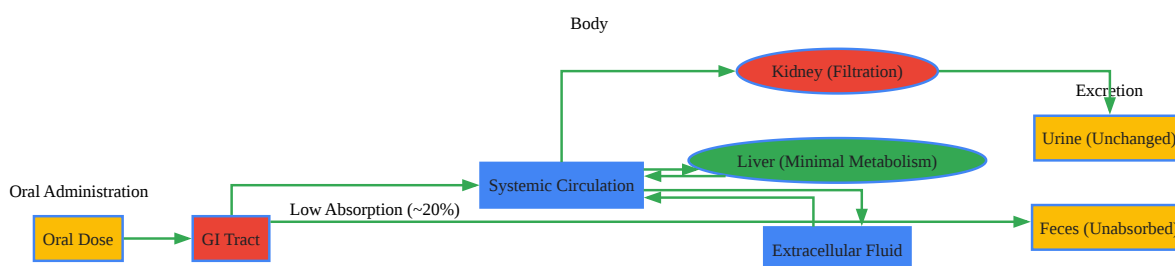 Body
Kidney (Filtration)
Excretion
Urine (Unchanged)
Liver (Minimal Metabolism)
Systemic Circulation
Oral Administration
Low Absorption (~20%)
Oral Dose
GI Tract
Extracellular Fluid
Feces (Unabsorbed)